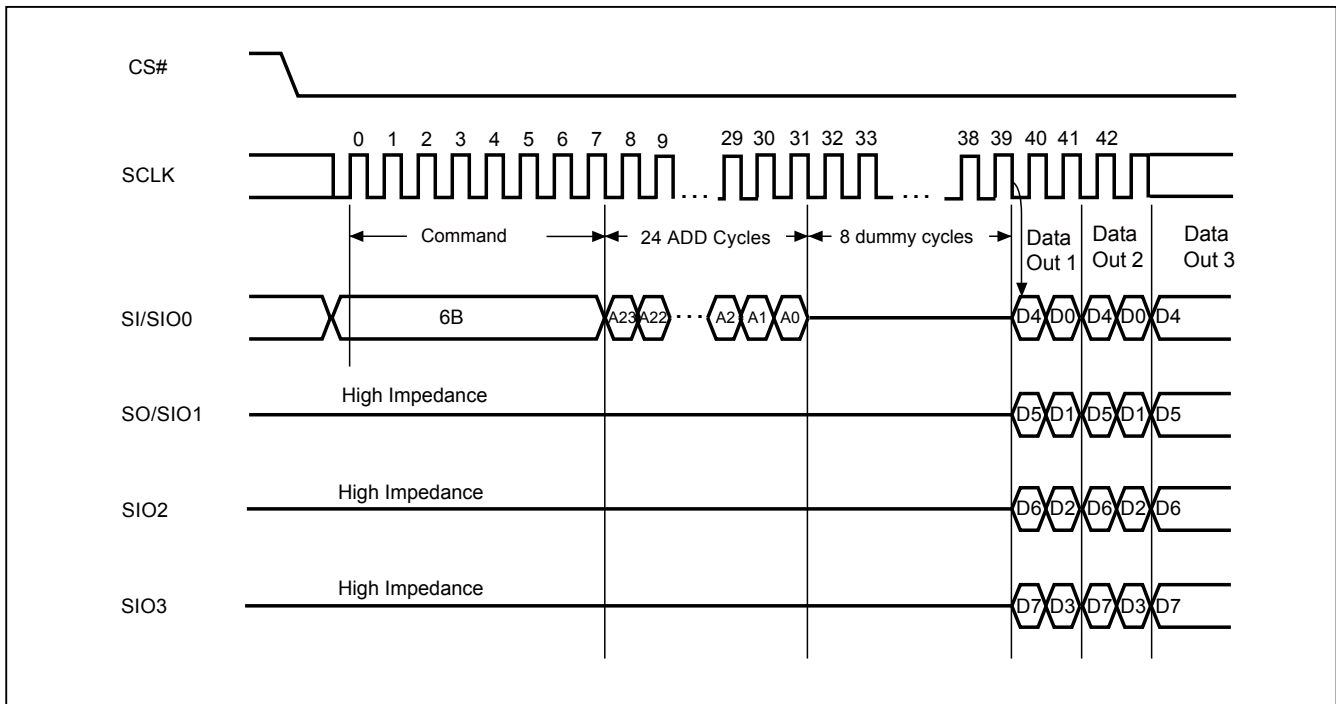 CS#
0 1 2 3 4 5 6 7 8 9 29 30 31 32 33 38 39 40 41 42
SCLK
...
...
Command
24 ADD Cycles
8 dummy cycles
Data
Out 1
Data
Out 2
Data
Out 3
SI/SIO0
6B
A23 A22 ... A2 A1 A0
D4 D0 D4 D0 D4
High Impedance
SO/SIO1
D5 D1 D5 D1 D5
High Impedance
SIO2
D6 D2 D6 D2 D6
High Impedance
SIO3
D7 D3 D7 D3 D7